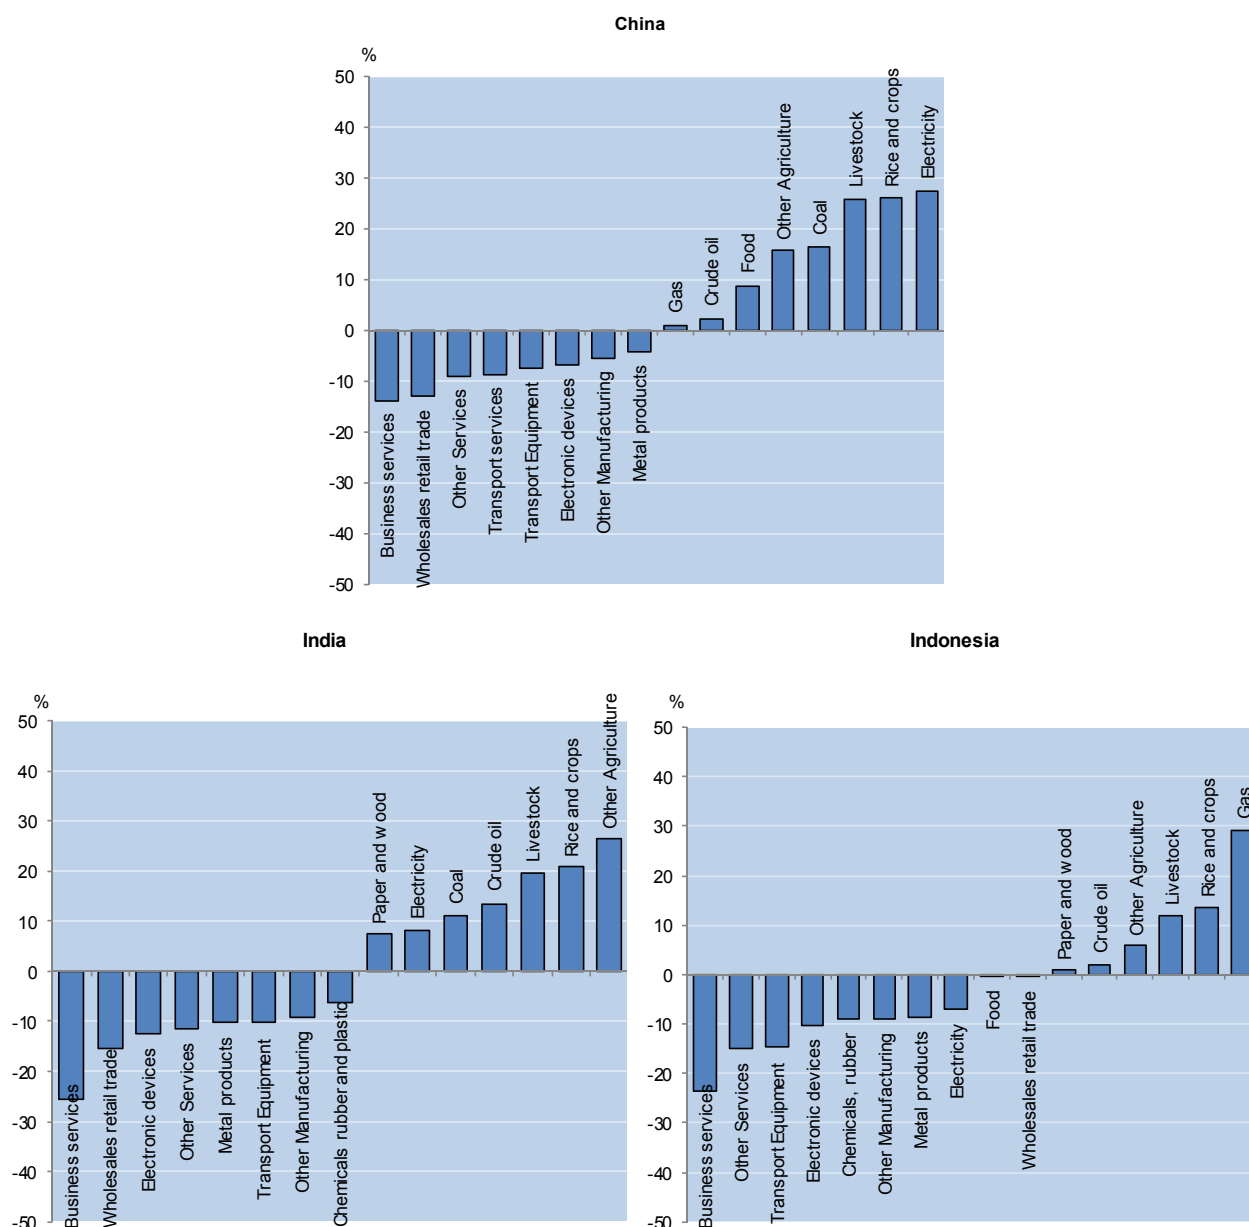 China
%
50
40
30
20
10
0
-10
-20
-30
-40
-50
Business services
Wholesales retail trade
Other Services
Transport services
Transport Equipment
Electronic devices
Other Manufacturing
Metal products
Gas
Crude oil
Food
Other Agriculture
Coal
Livestock
Rice and crops
Electricity
India
%
50
40
30
20
10
0
-10
-20
-30
-40
-50
Business services
Wholesales retail trade
Electronic devices
Other Services
Metal products
Transport Equipment
Other Manufacturing
Chemicals rubber and plastic
Paper and wood
Electricity
Coal
Crude oil
Livestock
Rice and crops
Other Agriculture
Indonesia
%
50
40
30
20
10
0
-10
-20
-30
-40
-50
Business services
Other Services
Transport Equipment
Electronic devices
Chemicals, rubber
Other Manufacturing
Metal products
Electricity
Food
Wholesales retail trade
Paper and wood
Crude oil
Other Agriculture
Livestock
Rice and crops
Gas